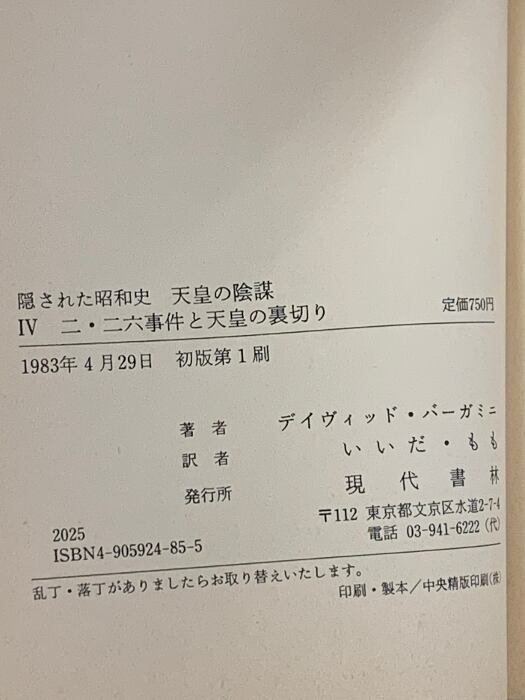 隠された昭和史　天皇の陰謀
Ⅳ　二・二六事件と天皇の裏切り　定価750円
1983年4月29日　初版第1刷
著　者　デイヴィッド・バーガミニ
訳　者　いいだ・もも
発行所　現代書林
〒112 東京都文京区水道2-7-4
電話 03-941-6222（代）
2025
ISBN4-905924-85-5
乱丁・落丁がありましたらお取り替えいたします。
印刷・製本／中央精版印刷（株）